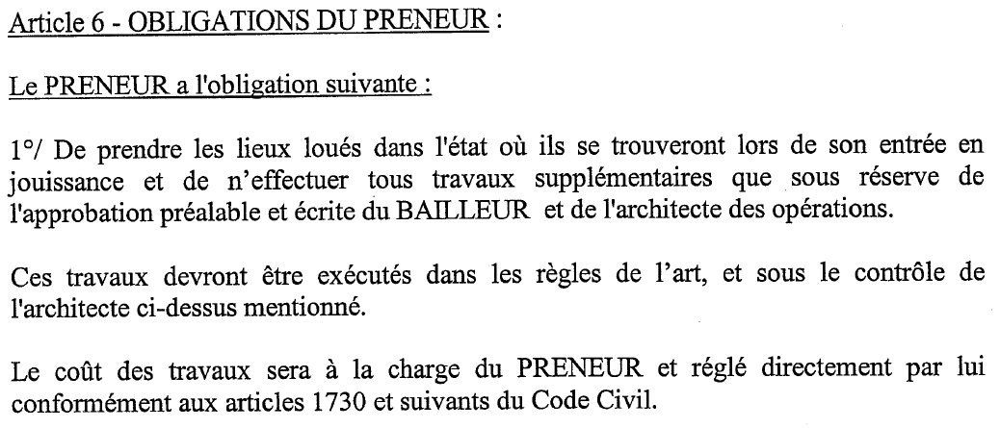 Article 6 - OBLIGATIONS DU PRENEUR :
Le PRENEUR a l'obligation suivante :
1°/ De prendre les lieux loués dans l'état où ils se trouveront lors de son entrée en
jouissance et de n’effectuer tous travaux supplémentaires que sous réserve de
l'approbation préalable et écrite du BAILLEUR et de l'architecte des opérations.
Ces travaux devront être exécutés dans les règles de l’art, et sous le contrôle de
l'architecte ci-dessus mentionné.
Le coût des travaux sera à la charge du PRENEUR et réglé directement par lui
conformément aux articles 1730 et suivants du Code Civil.